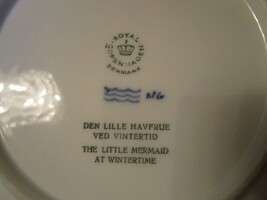 ROYAL
COPENHAGEN
DENMARK
DEN LILLE HAVFRUE
VED VINTERTID
THE LITTLE MERMAID
AT WINTERTIME